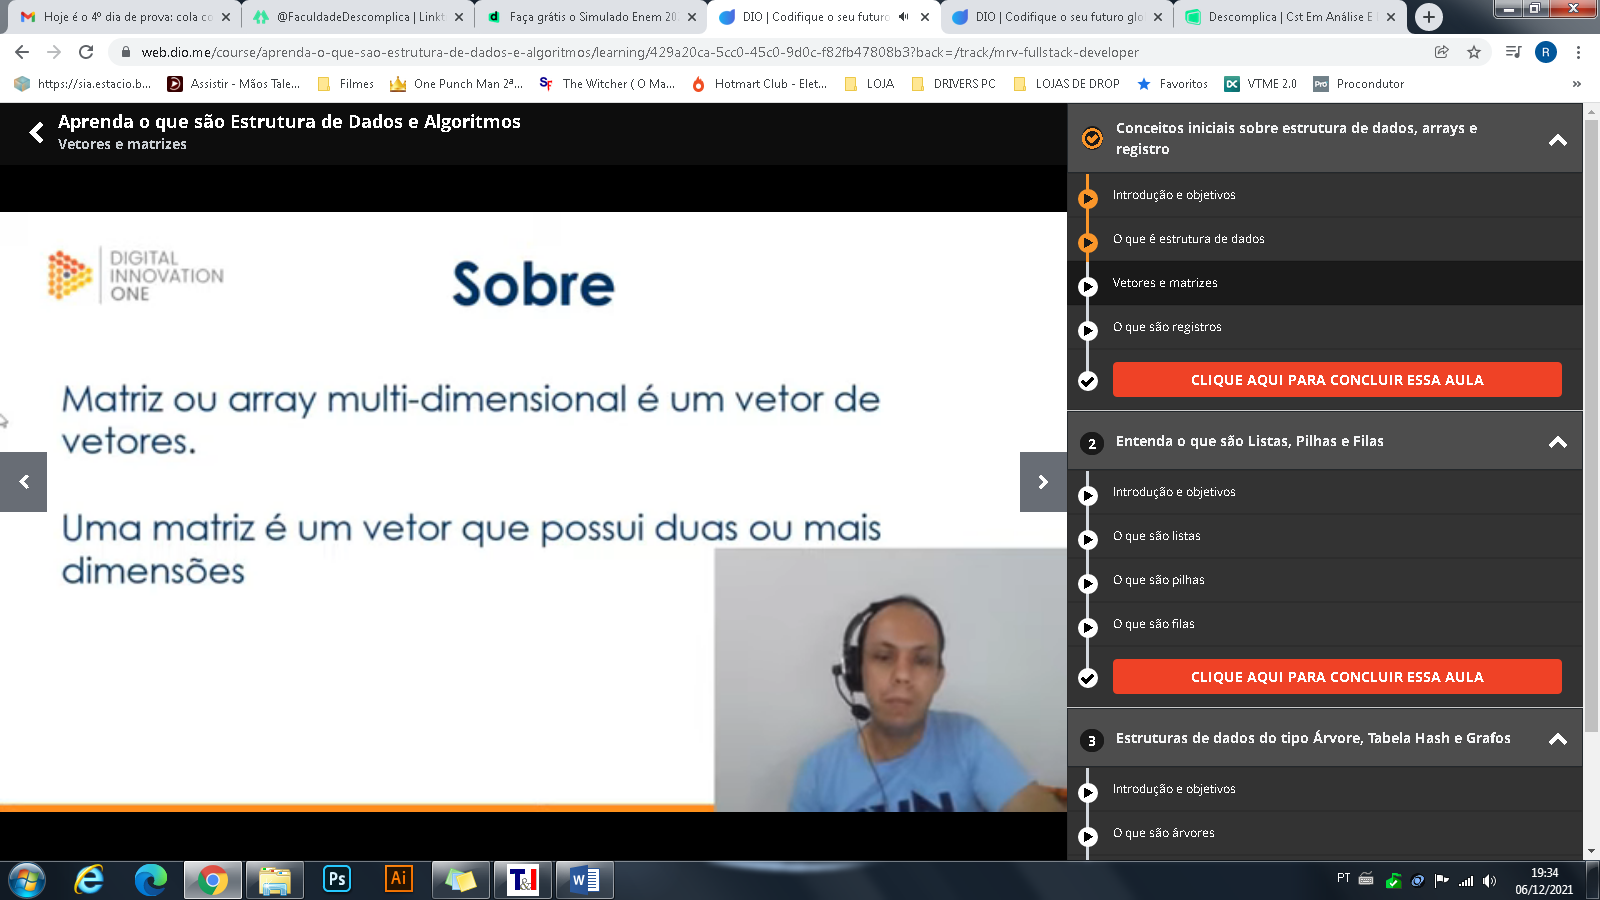 Hoje é o 4º dia de prova: cola co
@FaculdadeDescomplica | Linkt
Faça grátis o Simulado Enem 20
DIO | Codifique o seu futuro
DIO | Codifique o seu futuro glo
Descomplica | Cst Em Análise E
web.dio.me/course/aprenda-o-que-sao-estrutura-de-dados-e-algoritmos/learning/429a20ca-5cc0-45c0-9d0c-f82fb47808b3?back=/track/mrv-fullstack-developer
R
https://sia.estacio.b...
Assistir - Mãos Tale...
Filmes
One Punch Man 2ª...
SF
The Witcher ( O Ma...
Hotmart Club - Elet...
LOJA
DRIVERS PC
LOJAS DE DROP
Favoritos
DC
VTME 2.0
Pro
Procondutor
»
Aprenda o que são Estrutura de Dados e Algoritmos
Vetores e matrizes
DIGITAL
INNOVATION
ONE
Sobre
Matriz ou array multi-dimensional é um vetor de
vetores.
Uma matriz é um vetor que possui duas ou mais
dimensões
Conceitos iniciais sobre estrutura de dados, arrays e
registro
Introdução e objetivos
O que é estrutura de dados
Vetores e matrizes
O que são registros
CLIQUE AQUI PARA CONCLUIR ESSA AULA
2
Entenda o que são Listas, Pilhas e Filas
Introdução e objetivos
O que são listas
O que são pilhas
O que são filas
CLIQUE AQUI PARA CONCLUIR ESSA AULA
3
Estruturas de dados do tipo Árvore, Tabela Hash e Grafos
Introdução e objetivos
O que são árvores
Ps
Ai
T&I
W
PT
19:34
06/12/2021